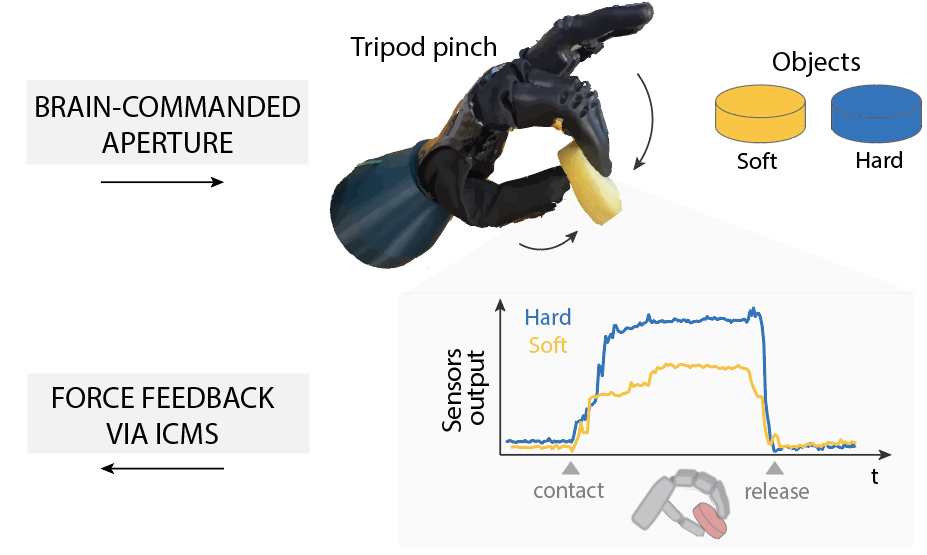 Tripod pinch
BRAIN-COMMANDED
APERTURE
Objects
Soft
Hard
Hard
Soft
Sensors
output
FORCE FEEDBACK
VIA ICMS
contact
release
t